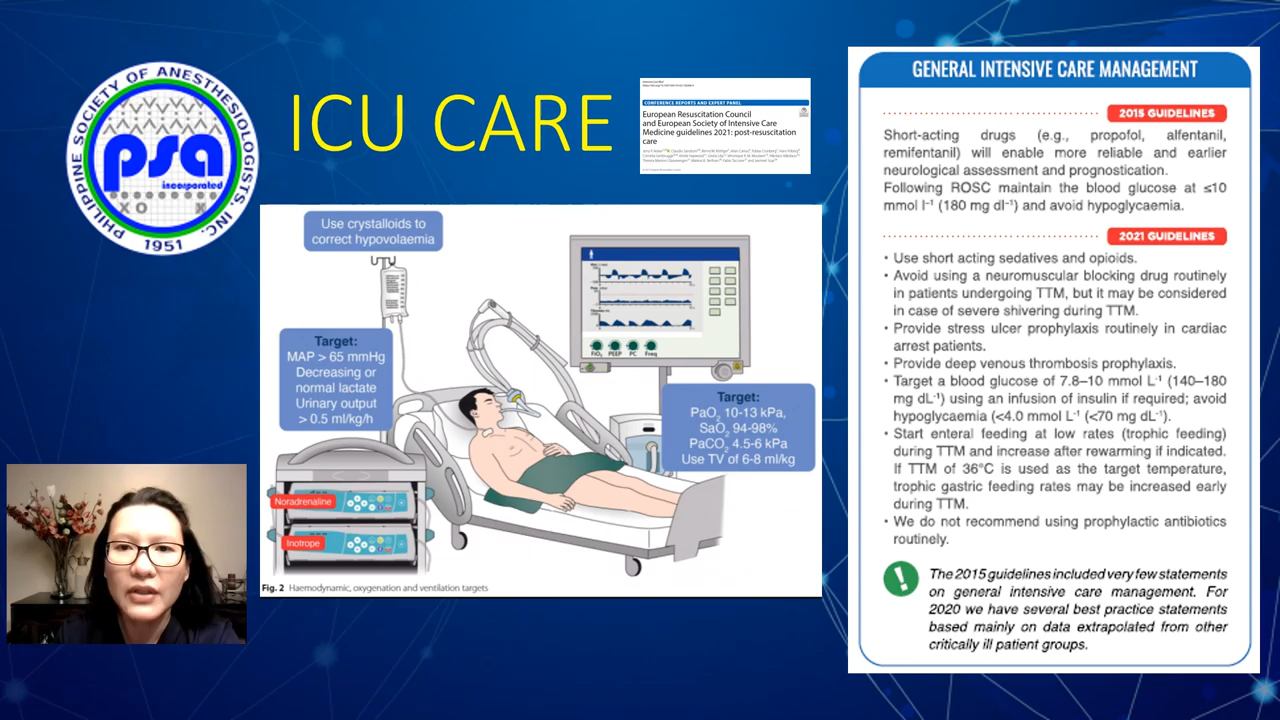 PHILIPPINE SOCIETY OF ANESTHESIOLOGISTS, INC.
psa
incorporated
XO X
1951
ICU CARE
CONFERENCE REPORTS AND EXPERT PANEL
European Resuscitation Council
and European Society of Intensive Care
Medicine guidelines 2021: post-resuscitation
care
Use crystalloids to
correct hypovolaemia
Target:
MAP > 65 mmHg
Decreasing or
normal lactate
Urinary output
> 0.5 ml/kg/h
FiO2 PEEP PC Freq
Target:
PaO2 10-13 kPa,
SaO2 94-98%
PaCO2 4.5-6 kPa
Use TV of 6-8 ml/kg
Noradrenaline
Inotrope
Fig. 2 Haemodynamic, oxygenation and ventilation targets
GENERAL INTENSIVE CARE MANAGEMENT
2015 GUIDELINES
Short-acting drugs (e.g., propofol, alfentanil,
remifentanil) will enable more reliable and earlier
neurological assessment and prognostication.
Following ROSC maintain the blood glucose at ≤10
mmol l⁻¹ (180 mg dl⁻¹) and avoid hypoglycaemia.
2021 GUIDELINES
• Use short acting sedatives and opioids.
• Avoid using a neuromuscular blocking drug routinely
in patients undergoing TTM, but it may be considered
in case of severe shivering during TTM.
• Provide stress ulcer prophylaxis routinely in cardiac
arrest patients.
• Provide deep venous thrombosis prophylaxis.
• Target a blood glucose of 7.8–10 mmol L⁻¹ (140–180
mg dL⁻¹) using an infusion of insulin if required; avoid
hypoglycaemia (<4.0 mmol L⁻¹ (<70 mg dL⁻¹).
• Start enteral feeding at low rates (trophic feeding)
during TTM and increase after rewarming if indicated.
If TTM of 36°C is used as the target temperature,
trophic gastric feeding rates may be increased early
during TTM.
• We do not recommend using prophylactic antibiotics
routinely.
!
The 2015 guidelines included very few statements
on general intensive care management. For
2020 we have several best practice statements
based mainly on data extrapolated from other
critically ill patient groups.